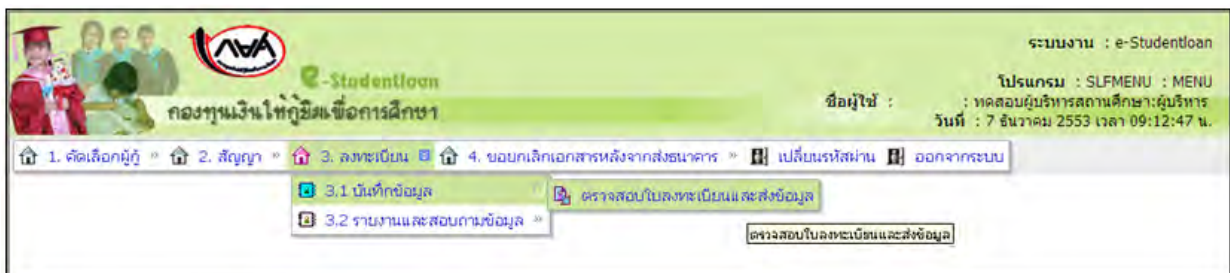 ระบบงาน : e-Studentloan
กยศ
e-Studentloan
โปรแกรม : SLFMENU : MENU
กองทุนเงินให้กู้ยืมเพื่อการศึกษา
ชื่อผู้ใช้ : : ทดสอบผู้บริหารสถานศึกษา:ผู้บริหาร
วันที่ : 7 ธันวาคม 2553 เวลา 09:12:47 น.
1. คัดเลือกผู้กู้ » 2. สัญญา » 3. ลงทะเบียน 4. ขอยกเลิกเอกสารหลังจากส่งธนาคาร » เปลี่ยนรหัสผ่าน ออกจากระบบ
3.1 บันทึกข้อมูล ตรวจสอบใบลงทะเบียนและส่งข้อมูล
3.2 รายงานและสอบถามข้อมูล »
ตรวจสอบใบลงทะเบียนและส่งข้อมูล